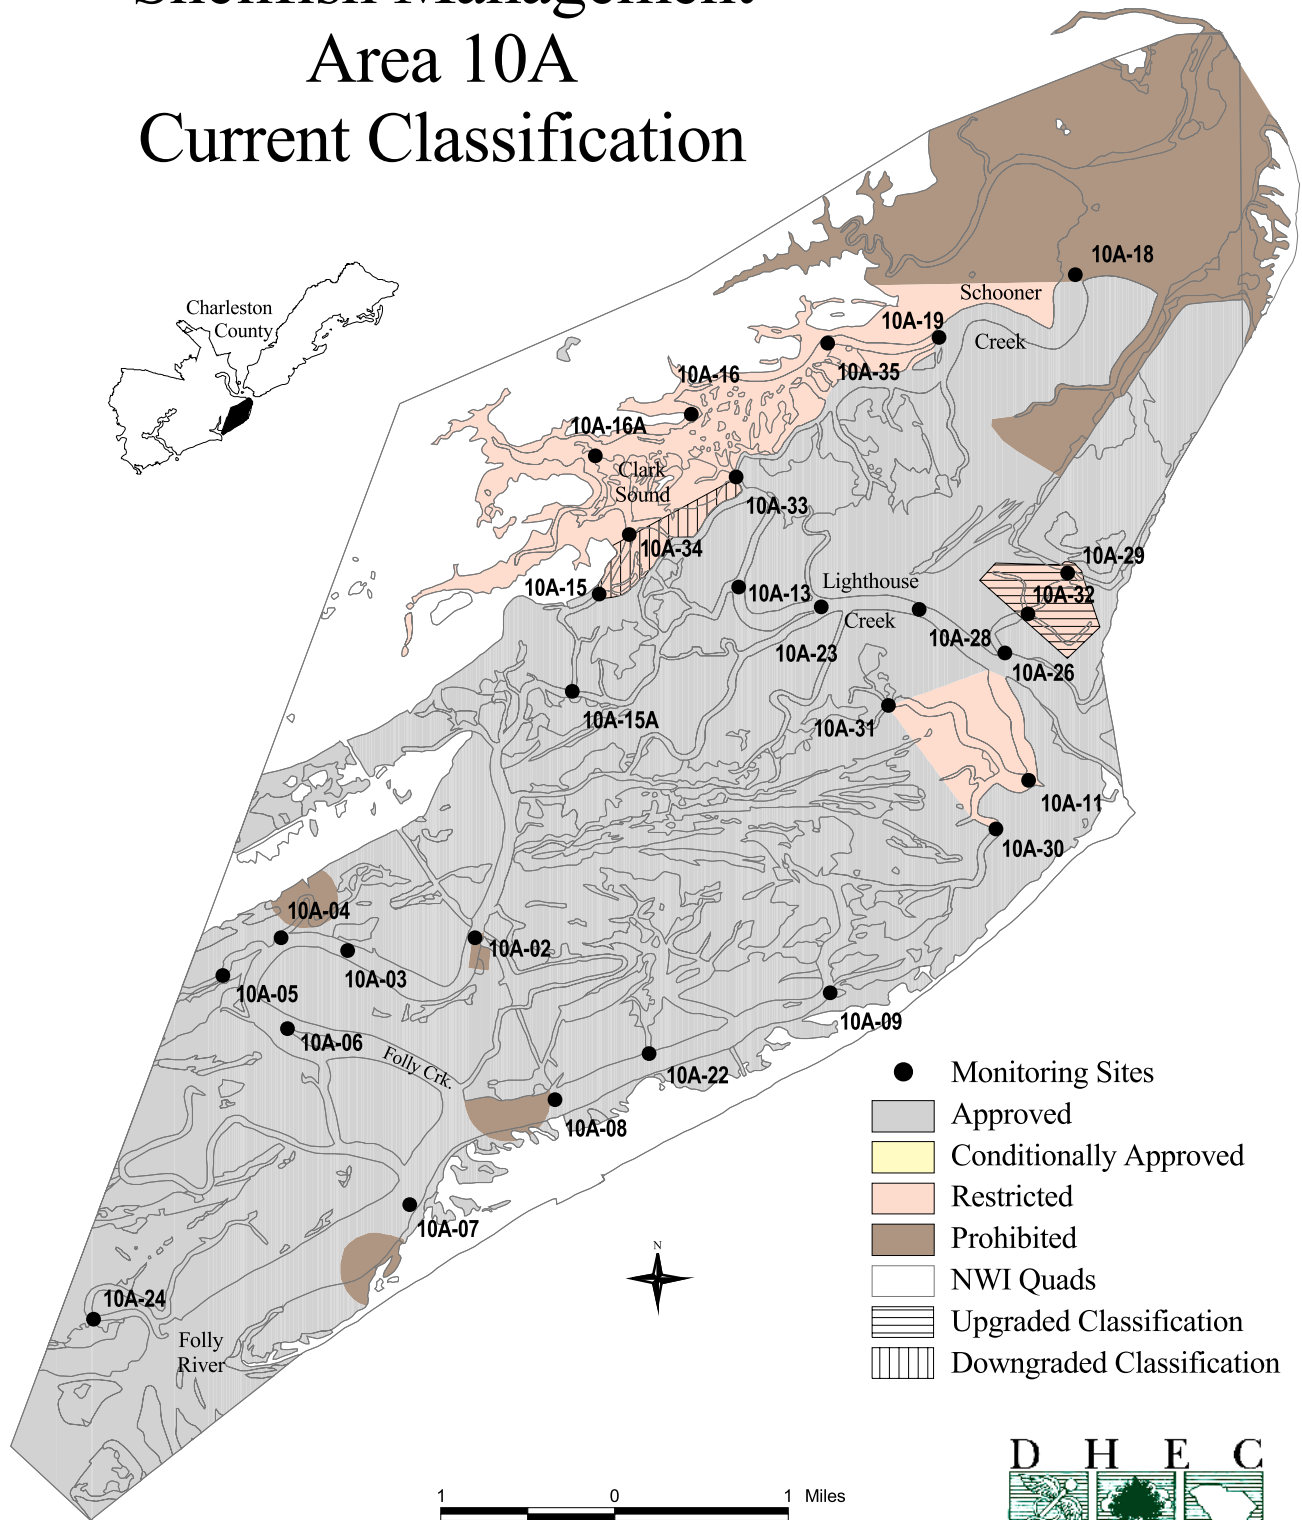 Shellfish Management
Area 10A
Current Classification
Charleston
County
10A-18
Schooner
10A-19
Creek
10A-35
10A-16
10A-16A
Clark
Sound
10A-33
10A-34
10A-15
10A-29
10A-32
Lighthouse
10A-13
Creek
10A-28
10A-23
10A-26
10A-15A
10A-31
10A-11
10A-30
10A-04
10A-02
10A-03
10A-05
10A-09
10A-06
Folly Crk.
10A-22
10A-08
10A-07
10A-24
Folly
River
N
Monitoring Sites
Approved
Conditionally Approved
Restricted
Prohibited
NWI Quads
Upgraded Classification
Downgraded Classification
D H E C
1 0 1 Miles